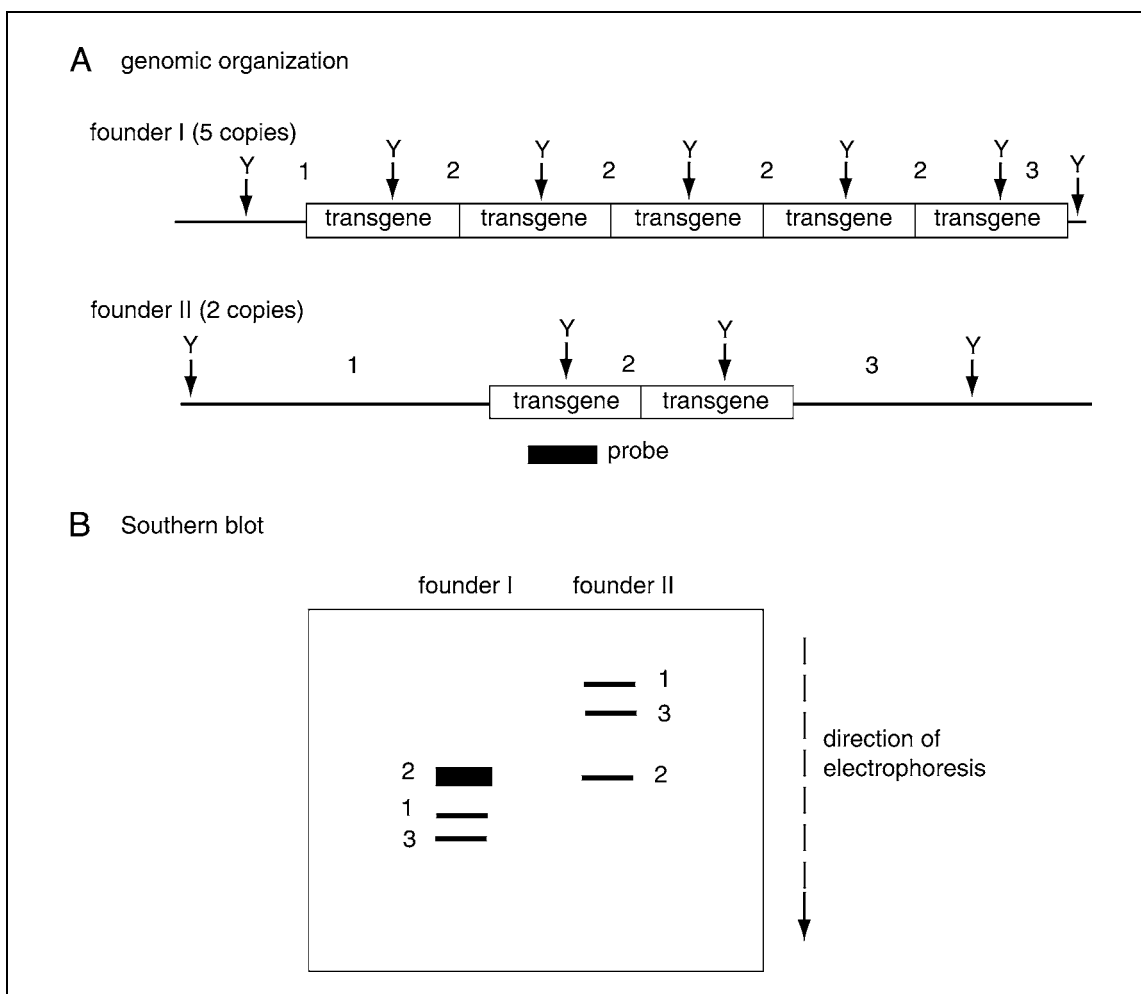 A genomic organization
founder I (5 copies)
Y 1 Y 2 Y 2 Y 2 Y 2 Y 3 Y
transgene transgene transgene transgene transgene
founder II (2 copies)
Y 1 Y 2 Y 3 Y
transgene transgene
probe
B Southern blot
founder I founder II
1
3
2 2
1
3
direction of
electrophoresis